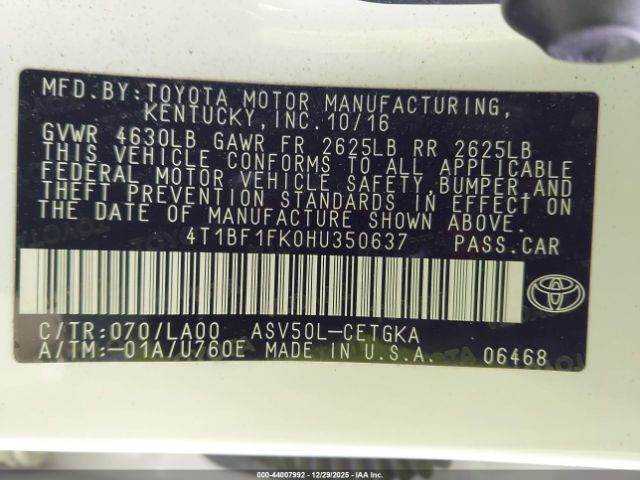 MFD.BY:TOYOTA MOTOR MANUFACTURING,
KENTUCKY, INC. 10/16
GVWR 4630LB GAWR FR 2625LB RR 2625LB
THIS VEHICLE CONFORMS TO ALL APPLICABLE
FEDERAL MOTOR VEHICLE SAFETY, BUMPER, AND
THEFT PREVENTION STANDARDS IN EFFECT ON
THE DATE OF MANUFACTURE SHOWN ABOVE.
4T1BF1FK0HU350637 PASS.CAR
C/TR:070/LA00 ASV50L-CETGKA
A/TM:-01A/U760E MADE IN U.S.A. 06468
000-44007992 - 12/29/2025 - IAAI.com